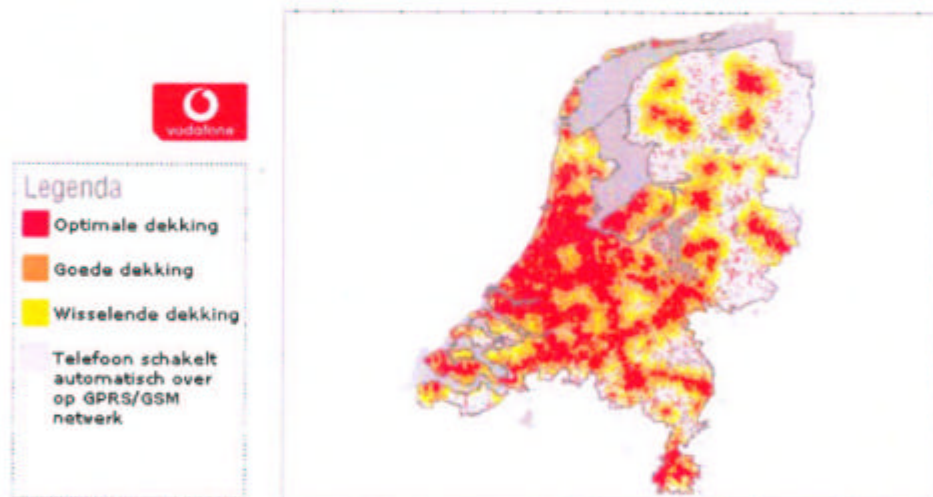 vodafone
Legenda
Optimale dekking
Goede dekking
Wisselende dekking
Telefoon schakelt
automatisch over
op GPRS/GSM
netwerk